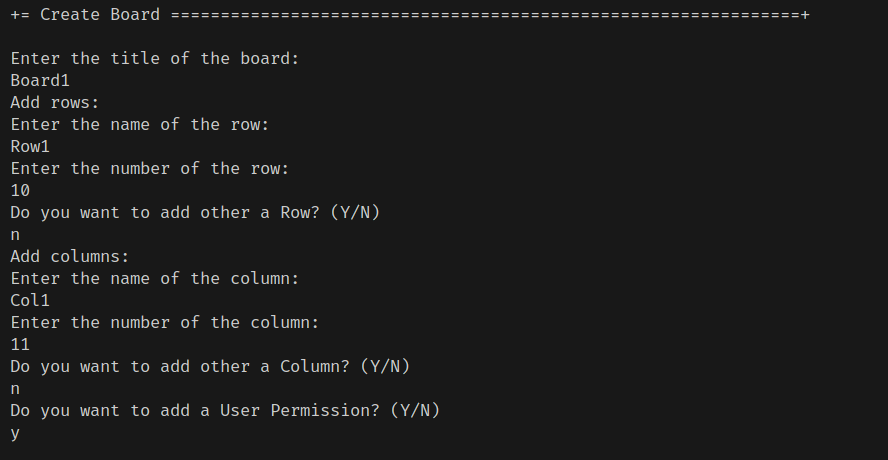 += Create Board ===============================================================+
Enter the title of the board:
Board1
Add rows:
Enter the name of the row:
Row1
Enter the number of the row:
10
Do you want to add other a Row? (Y/N)
n
Add columns:
Enter the name of the column:
Col1
Enter the number of the column:
11
Do you want to add other a Column? (Y/N)
n
Do you want to add a User Permission? (Y/N)
y